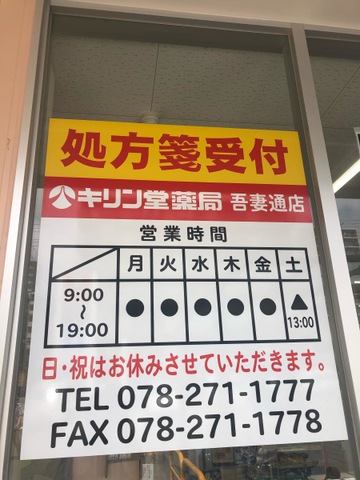 処方箋受付
キリン堂薬局 吾妻通店
営業時間
月 火 水 木 金 土
9:00 ● ● ● ● ● ▲
〜
19:00 13:00
日・祝はお休みさせていただきます。
TEL 078-271-1777
FAX 078-271-1778